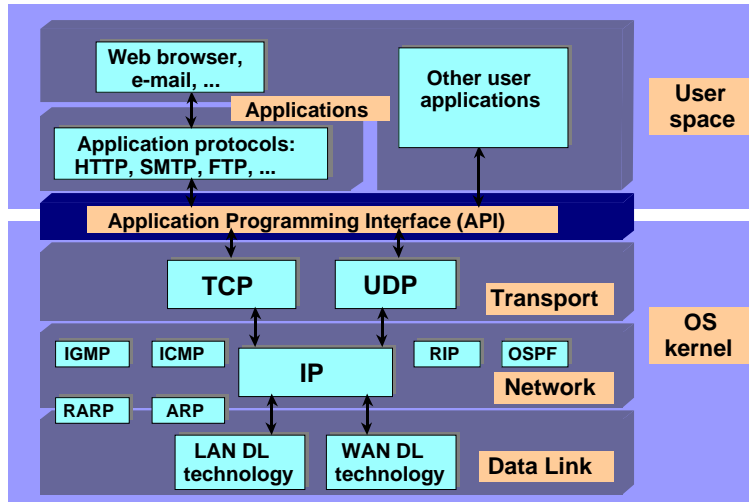 Web browser,
e-mail, ...
Other user
applications
User
space
Applications
Application protocols:
HTTP, SMTP, FTP, ...
Application Programming Interface (API)
TCP
UDP
Transport
OS
kernel
IGMP
ICMP
IP
RIP
OSPF
Network
RARP
ARP
LAN DL
technology
WAN DL
technology
Data Link